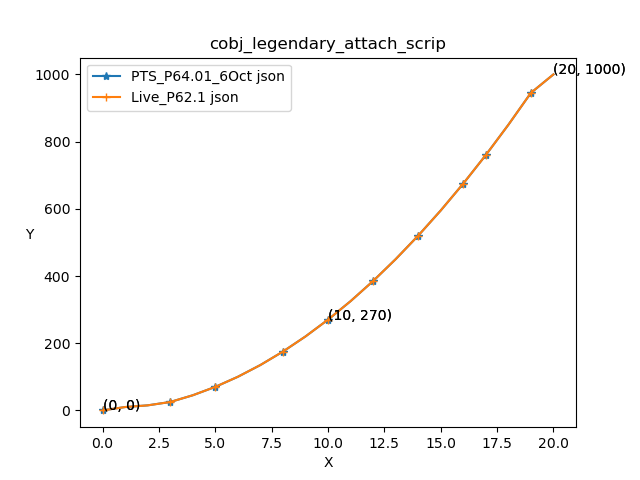 cobj_legendary_attach_scrip
PTS_P64.01_6Oct json
Live_P62.1 json
(20, 1000)
(10, 270)
(0, 0)
Y
1000
800
600
400
200
0
0.0 2.5 5.0 7.5 10.0 12.5 15.0 17.5 20.0
X